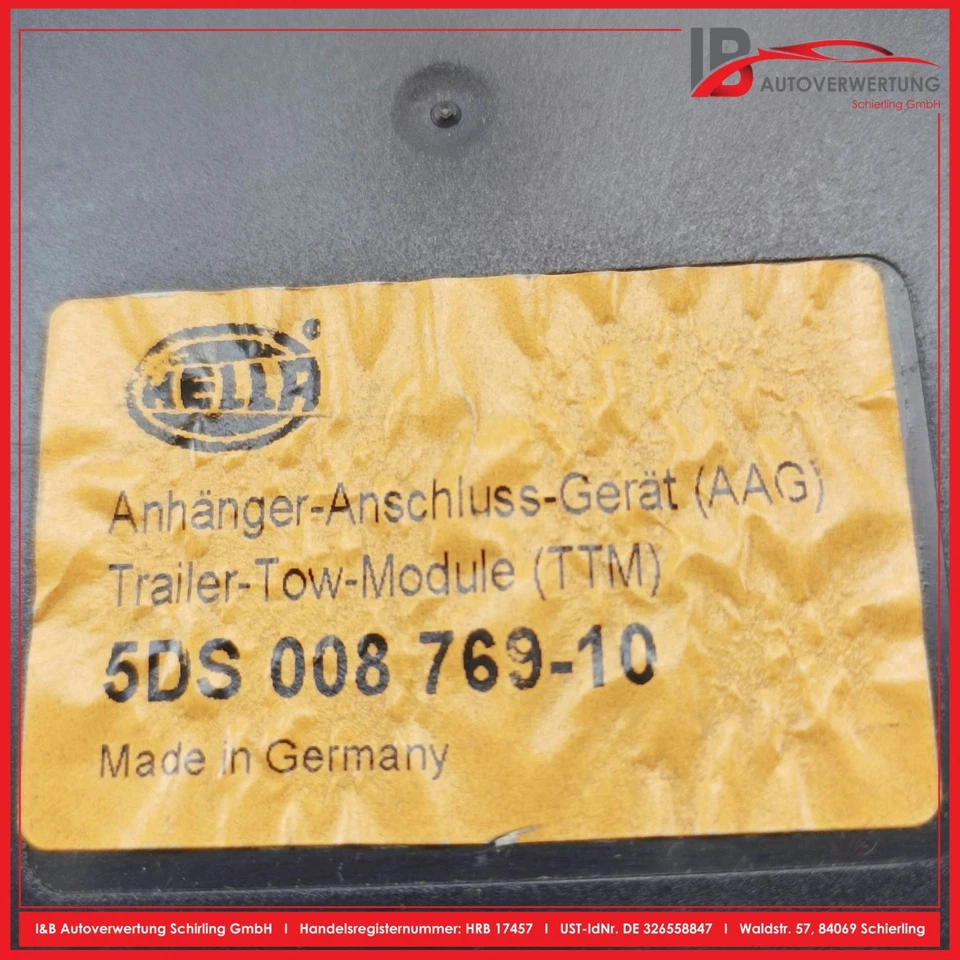 IB
AUTOVERWERTUNG
Schierling GmbH
HELLA®
Anhänger-Anschluss-Gerät (AAG)
Trailer-Tow-Module (TTM)
5DS 008 769-10
Made in Germany
I&B Autoverwertung Schirling GmbH I Handelsregisternummer: HRB 17457 I UST-IdNr. DE 326558847 I Waldstr. 57, 84069 Schierling